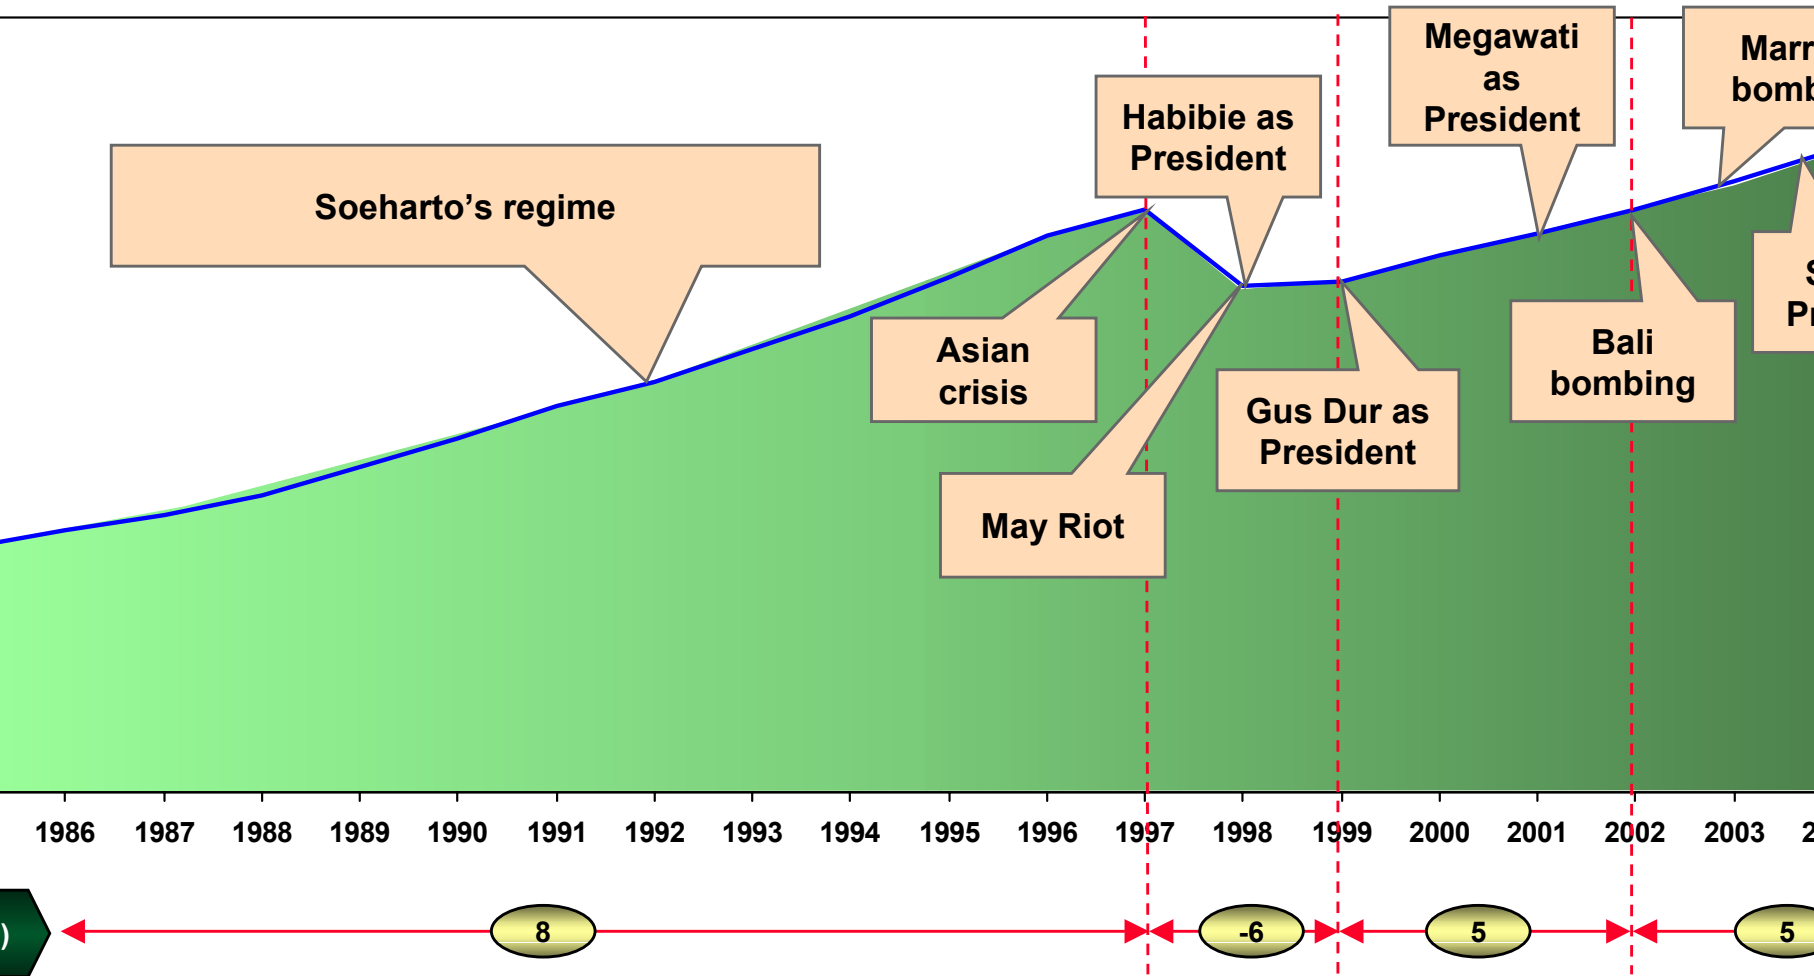 Megawati
as
President
Habibie as
President
Soeharto’s regime
Asian
crisis
Bali
bombing
Gus Dur as
President
May Riot
1986 1987 1988 1989 1990 1991 1992 1993 1994 1995 1996 1997 1998 1999 2000 2001 2002 2003
) 8 -6 5 5